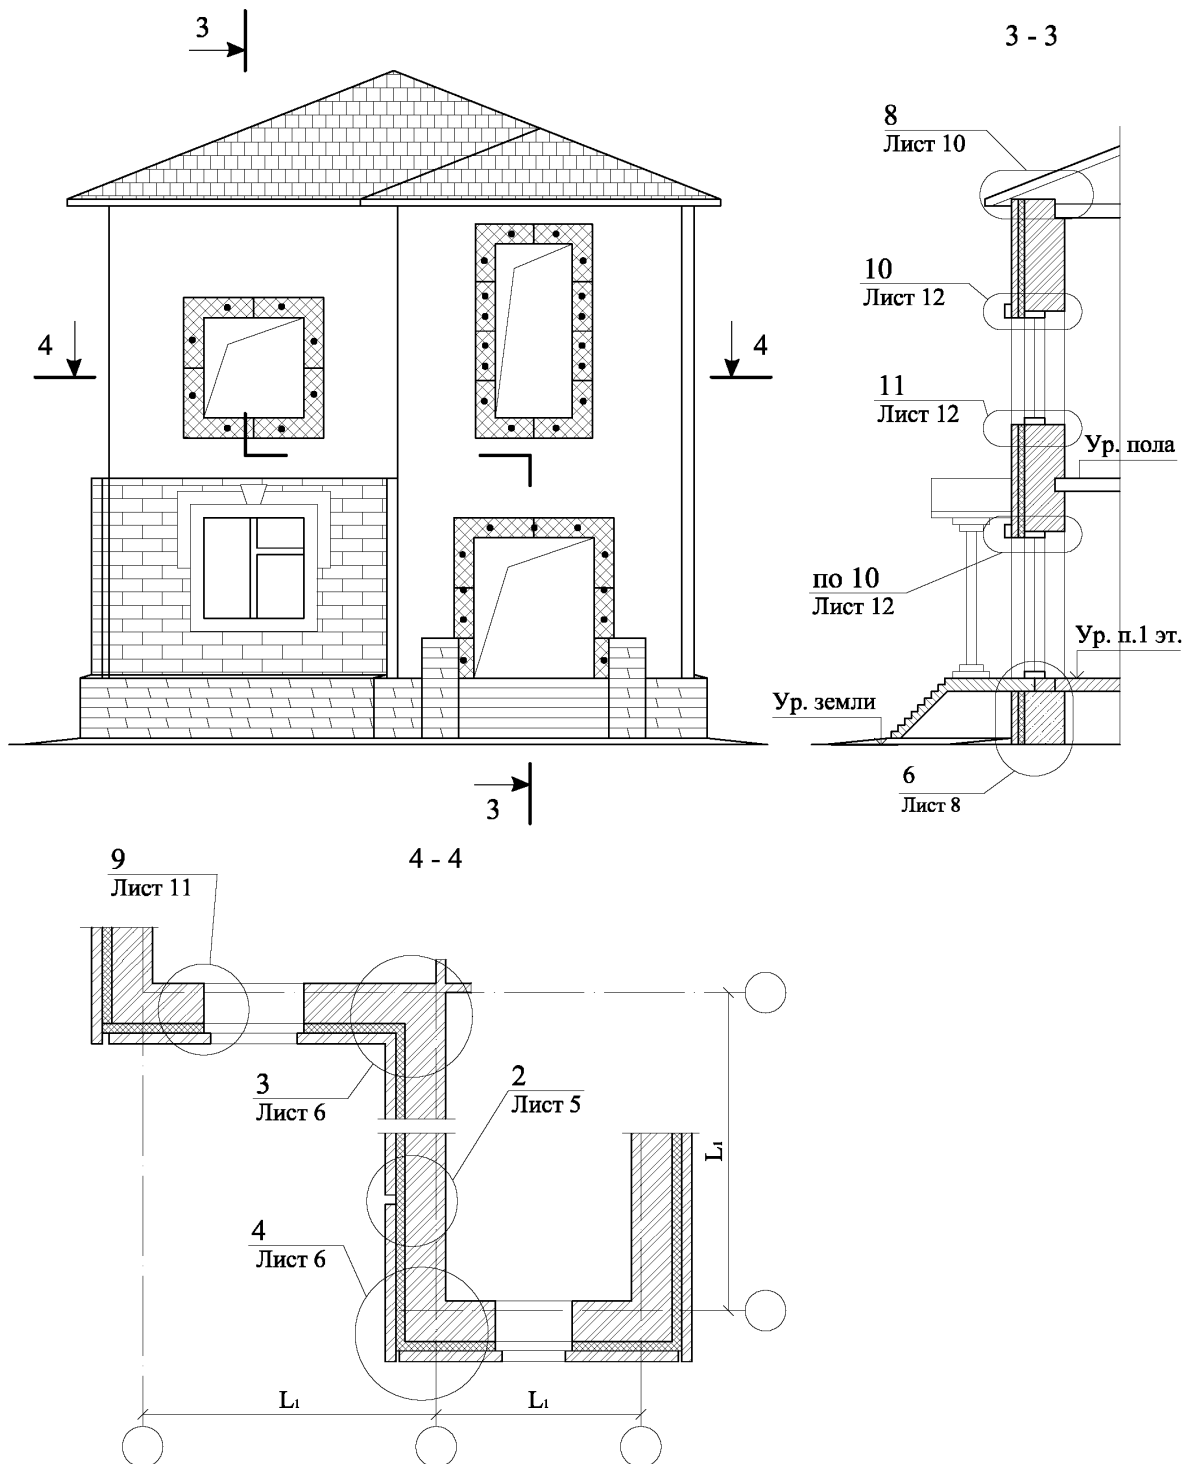 3
3 - 3
8
Лист 10
10
Лист 12
4
4
11
Лист 12
Ур. пола
по 10
Лист 12
Ур. п.1 эт.
Ур. земли
6
Лист 8
3
9
Лист 11
4 - 4
3
Лист 6
2
Лист 5
L1
4
Лист 6
L1
L1